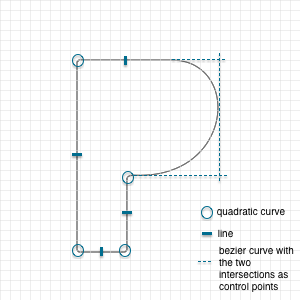 quadratic curve
line
bezier curve with
the two
intersections as
control points